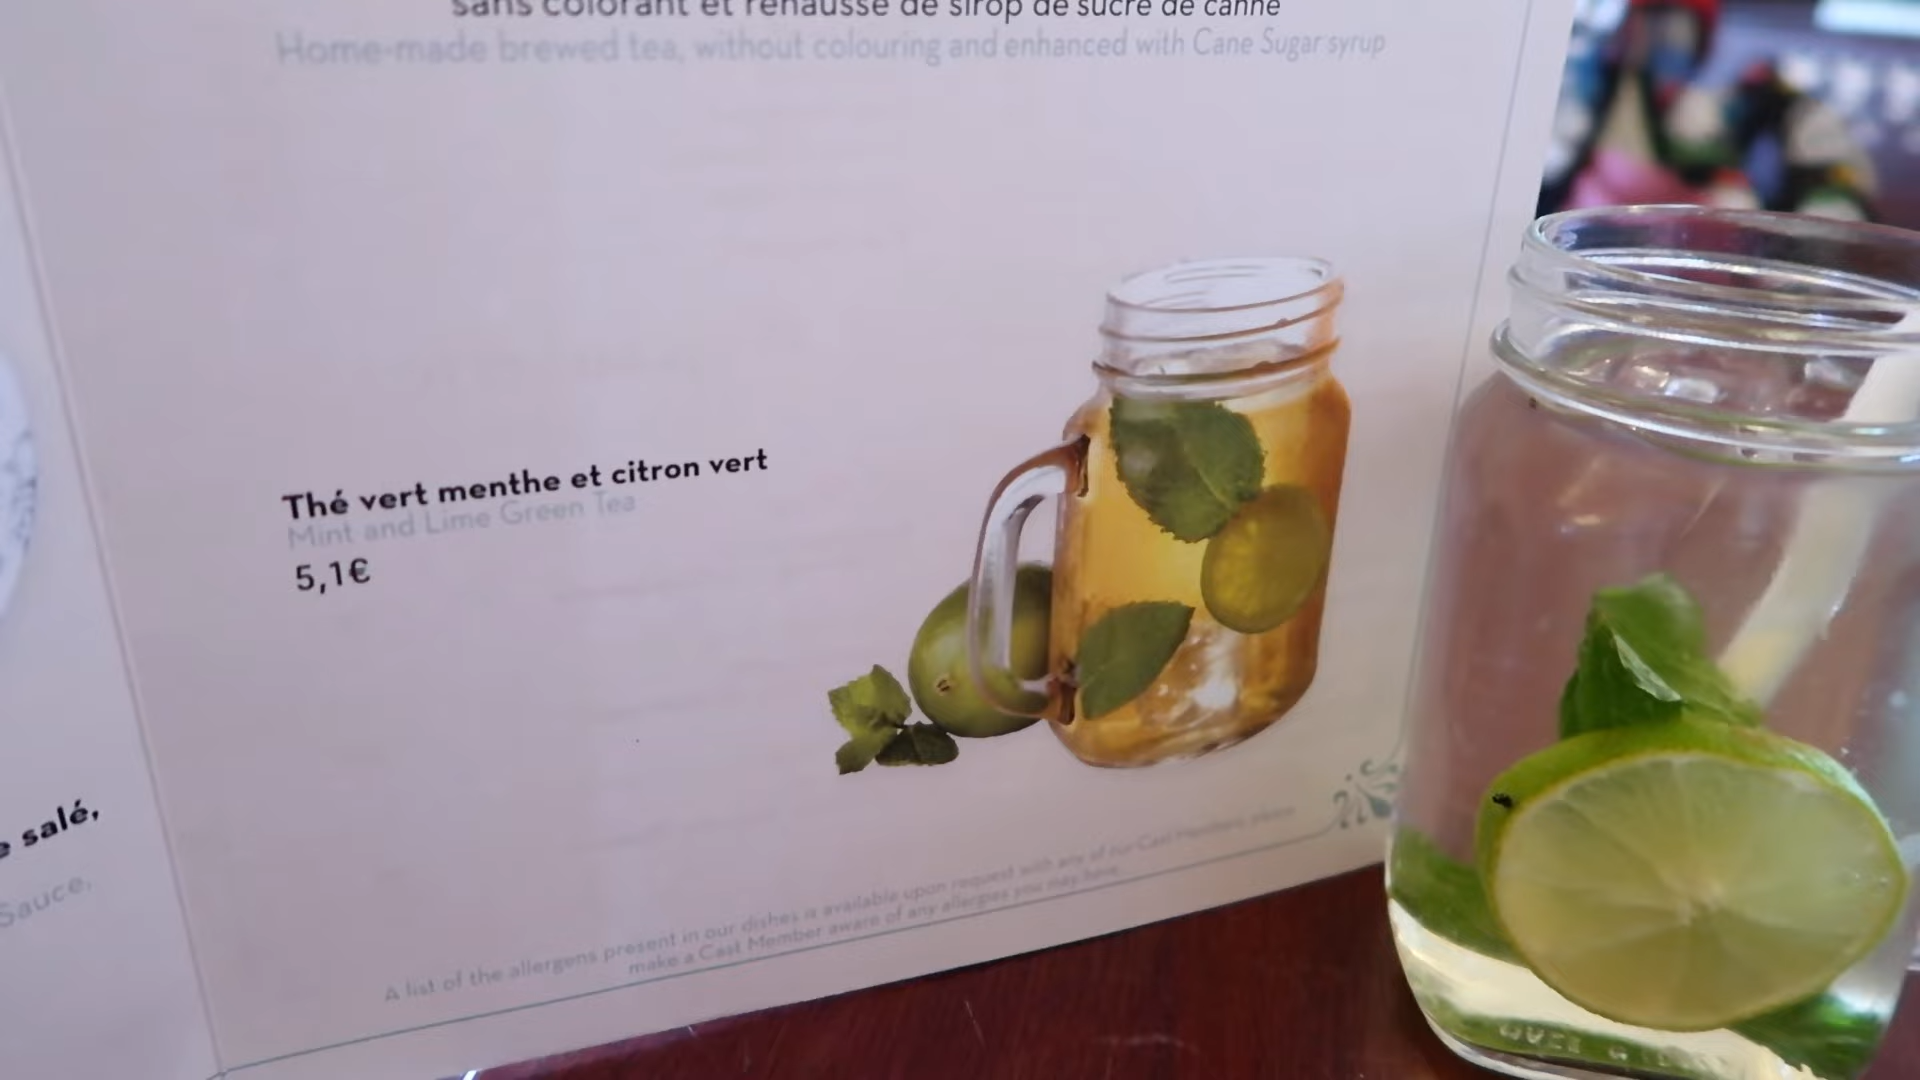 sans colorant et rehaussé de sirop de sucre de canne
Home-made brewed tea, without colouring and enhanced with Cane Sugar syrup
Thé vert menthe et citron vert
Mint and Lime Green Tea
5,1€
salé,
Sauce,
A list of the allergens present in our dishes is available upon request with any of our Cast Members, please
make a Cast Member aware of any allergies you may have.